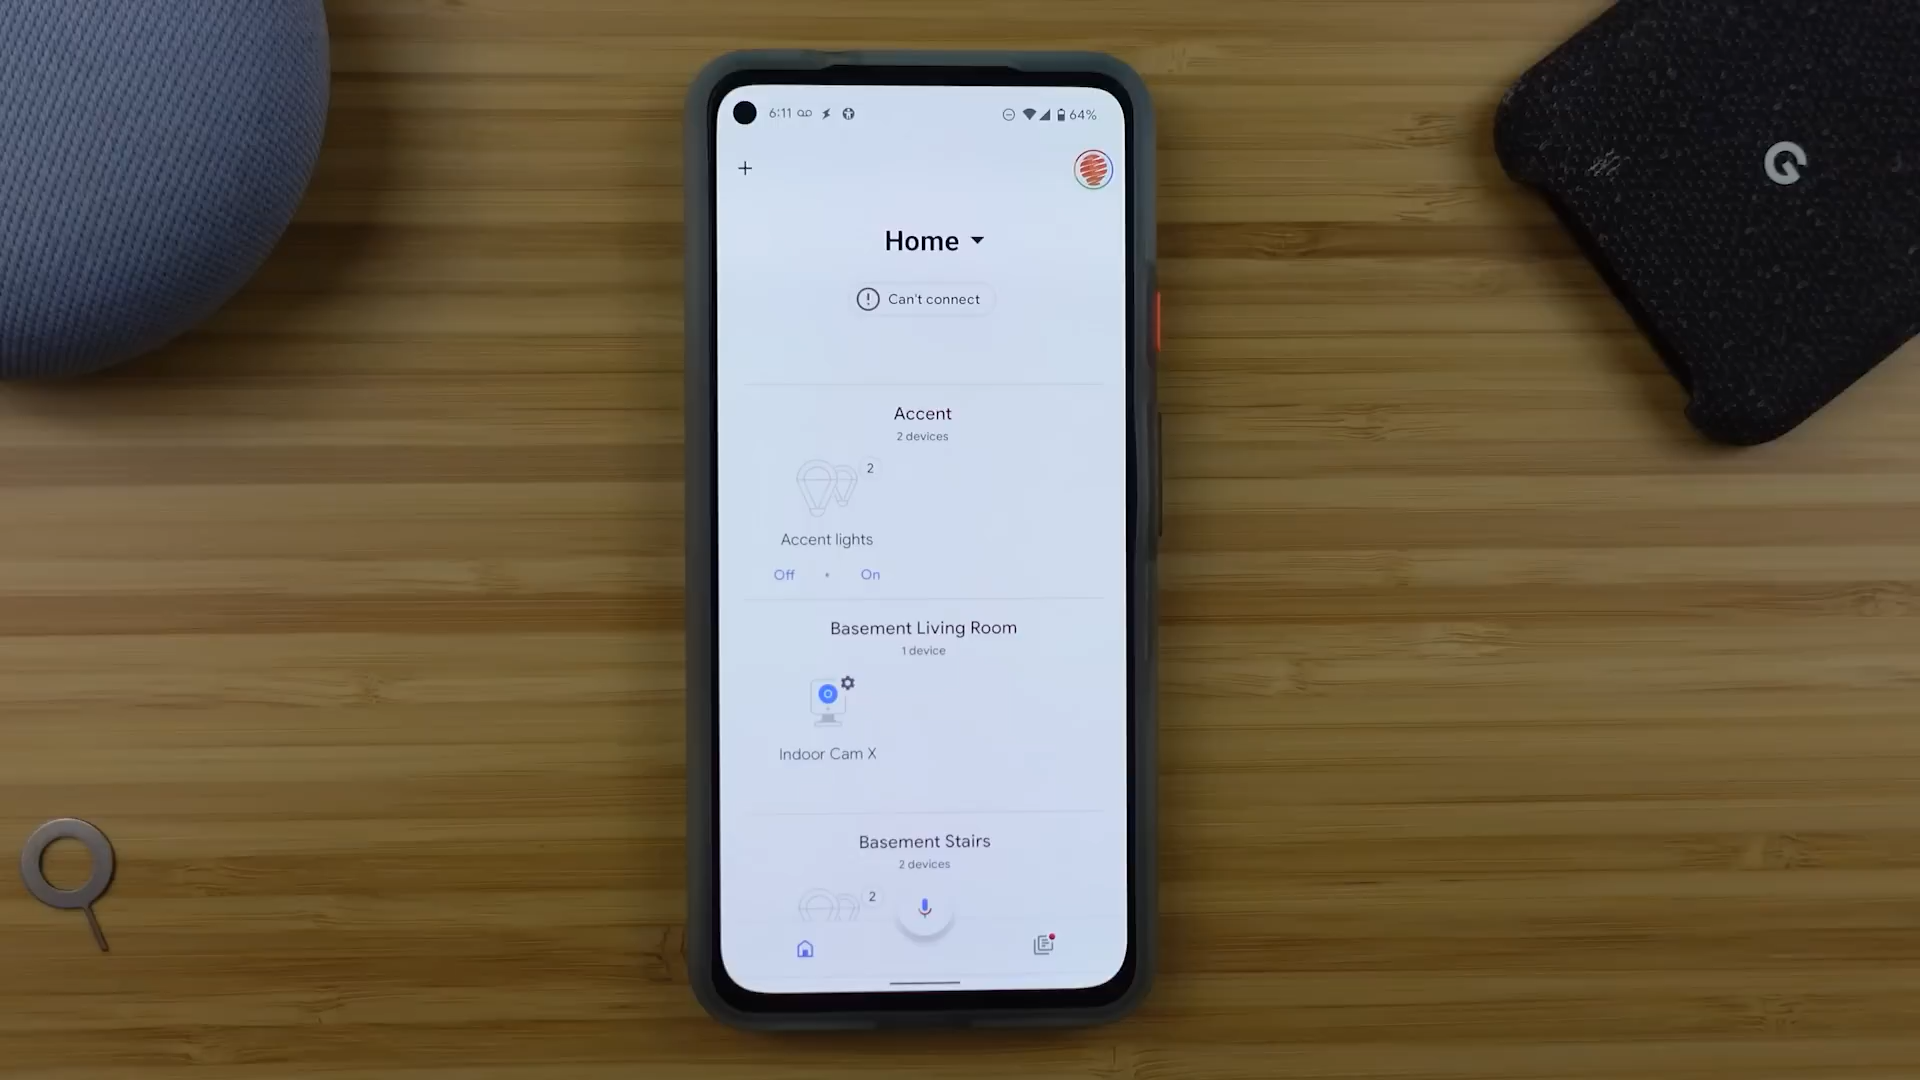 6:11
64%
Home
Can't connect
Accent
2 devices
2
Accent lights
Off • On
Basement Living Room
1 device
Indoor Cam X
Basement Stairs
2 devices
2
G